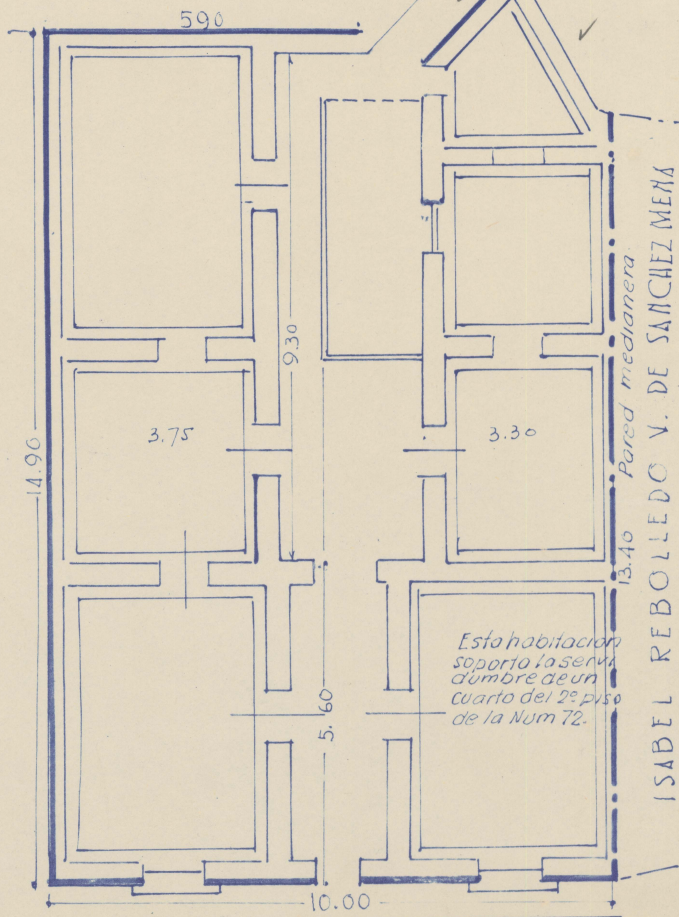 590
9.30
3.75
3.30
14.90
13.40 Pared medianera
ISABEL REBOLLEDO V. DE SANCHEZ MENA
Esta habitación
soporta la servi
dumbre de un
cuarto del 2º piso
de la Num 72.
5.60
10.00